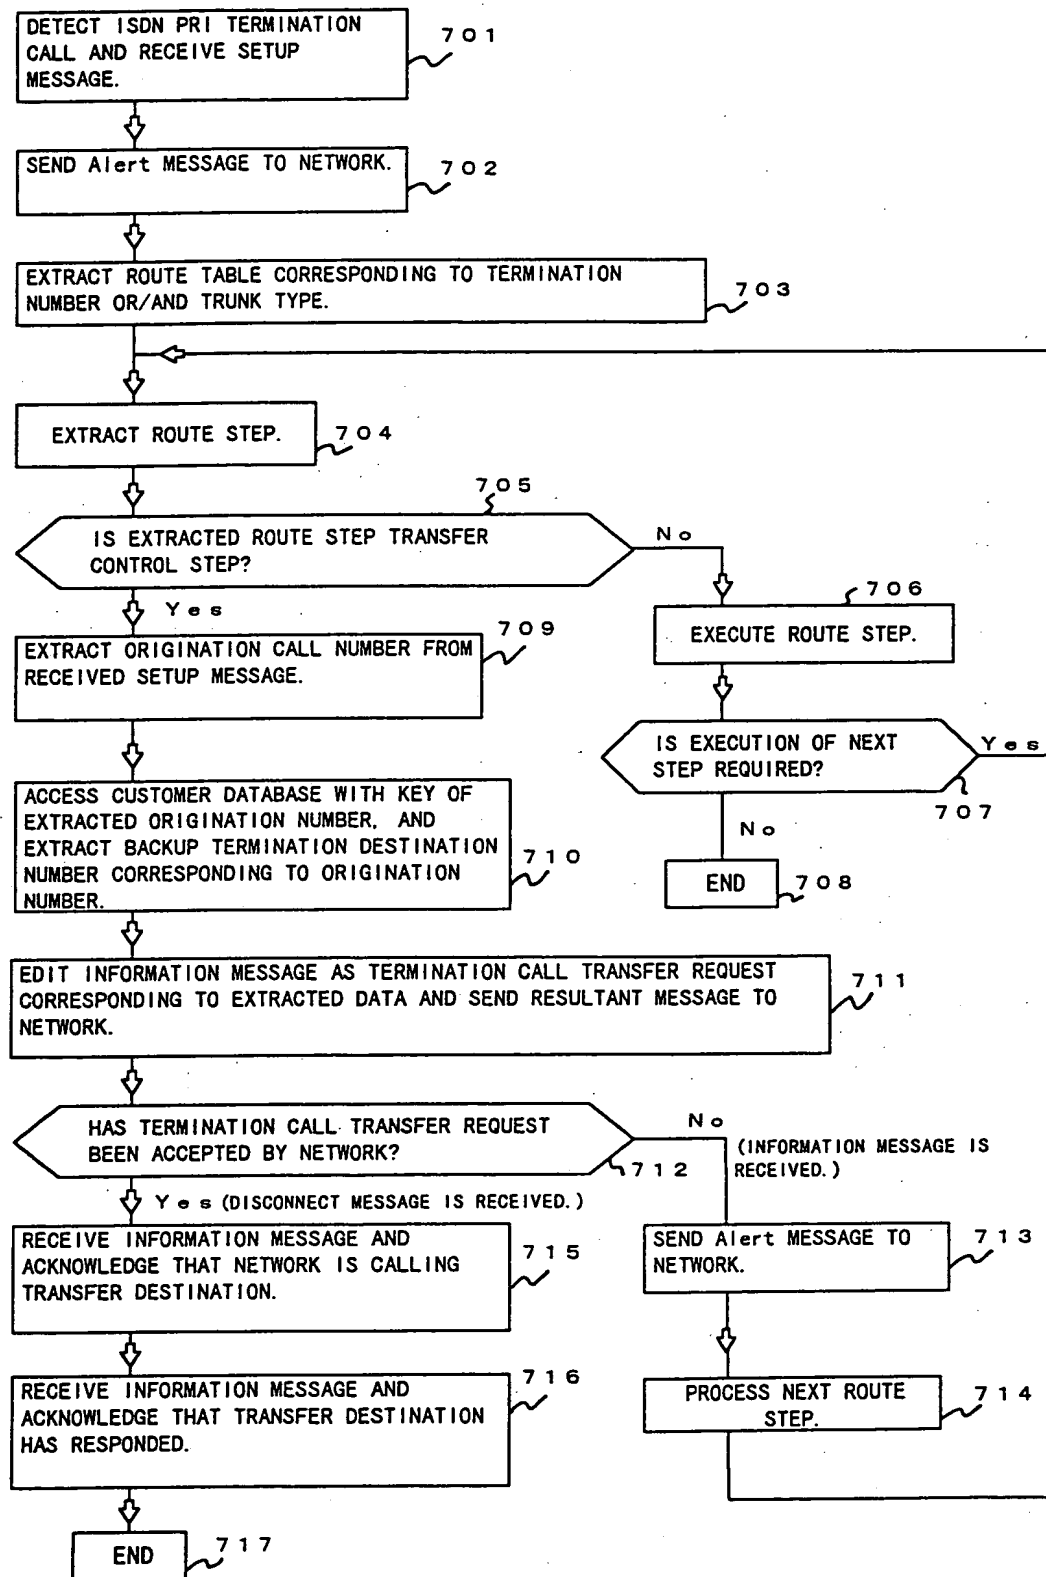 DETECT ISDN PRI TERMINATION
CALL AND RECEIVE SETUP
MESSAGE.
701
SEND Alert MESSAGE TO NETWORK.
702
EXTRACT ROUTE TABLE CORRESPONDING TO TERMINATION
NUMBER OR/AND TRUNK TYPE.
703
EXTRACT ROUTE STEP.
704
705
IS EXTRACTED ROUTE STEP TRANSFER
CONTROL STEP?
No
Yes
706
EXECUTE ROUTE STEP.
709
EXTRACT ORIGINATION CALL NUMBER FROM
RECEIVED SETUP MESSAGE.
IS EXECUTION OF NEXT
STEP REQUIRED?
Yes
707
No
END
708
ACCESS CUSTOMER DATABASE WITH KEY OF
EXTRACTED ORIGINATION NUMBER, AND
EXTRACT BACKUP TERMINATION DESTINATION
NUMBER CORRESPONDING TO ORIGINATION
NUMBER.
710
EDIT INFORMATION MESSAGE AS TERMINATION CALL TRANSFER REQUEST
CORRESPONDING TO EXTRACTED DATA AND SEND RESULTANT MESSAGE TO
NETWORK.
711
HAS TERMINATION CALL TRANSFER REQUEST
BEEN ACCEPTED BY NETWORK?
712
No
(INFORMATION MESSAGE IS
RECEIVED.)
Yes (DISCONNECT MESSAGE IS RECEIVED.)
RECEIVE INFORMATION MESSAGE AND
ACKNOWLEDGE THAT NETWORK IS CALLING
TRANSFER DESTINATION.
715
SEND Alert MESSAGE TO
NETWORK.
713
RECEIVE INFORMATION MESSAGE AND
ACKNOWLEDGE THAT TRANSFER DESTINATION
HAS RESPONDED.
716
PROCESS NEXT ROUTE
STEP.
714
END
717